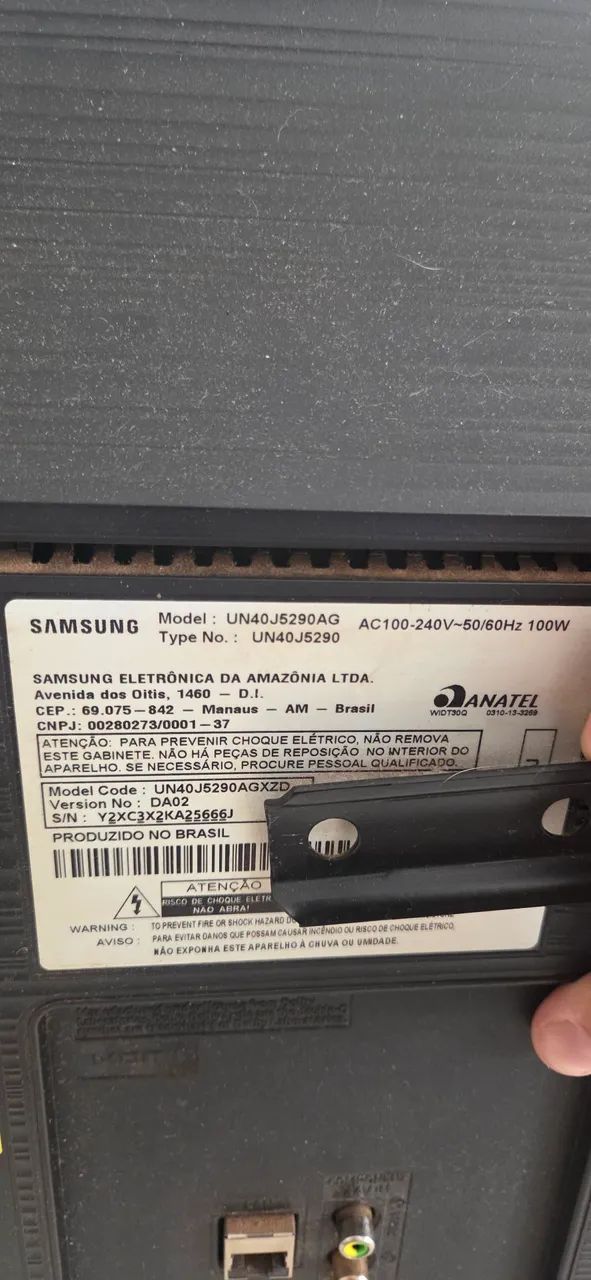 SAMSUNG
Model : UN40J5290AG
Type No. : UN40J5290
AC100-240V~50/60Hz 100W
SAMSUNG ELETRÔNICA DA AMAZÔNIA LTDA.
Avenida dos Oitis, 1460 – D.I.
CEP.: 69.075–842 – Manaus – AM – Brasil
CNPJ: 00280273/0001–37
ANATEL
WIDT30Q 0310-13-3269
ATENÇÃO: PARA PREVENIR CHOQUE ELÉTRICO, NÃO REMOVA
ESTE GABINETE. NÃO HÁ PEÇAS DE REPOSIÇÃO NO INTERIOR DO
APARELHO. SE NECESSÁRIO, PROCURE PESSOAL QUALIFICADO.
Model Code : UN40J5290AGXZD
Version No : DA02
S/N : Y2XC3X2KA25666J
PRODUZIDO NO BRASIL
ATENÇÃO
RISCO DE CHOQUE ELÉTR
NÃO ABRA!
WARNING : TO PREVENT FIRE OR SHOCK HAZARD
AVISO : PARA EVITAR DANOS QUE POSSAM CAUSAR INCÊNDIO OU RISCO DE CHOQUE ELÉTRICO,
NÃO EXPONHA ESTE APARELHO À CHUVA OU UMIDADE.